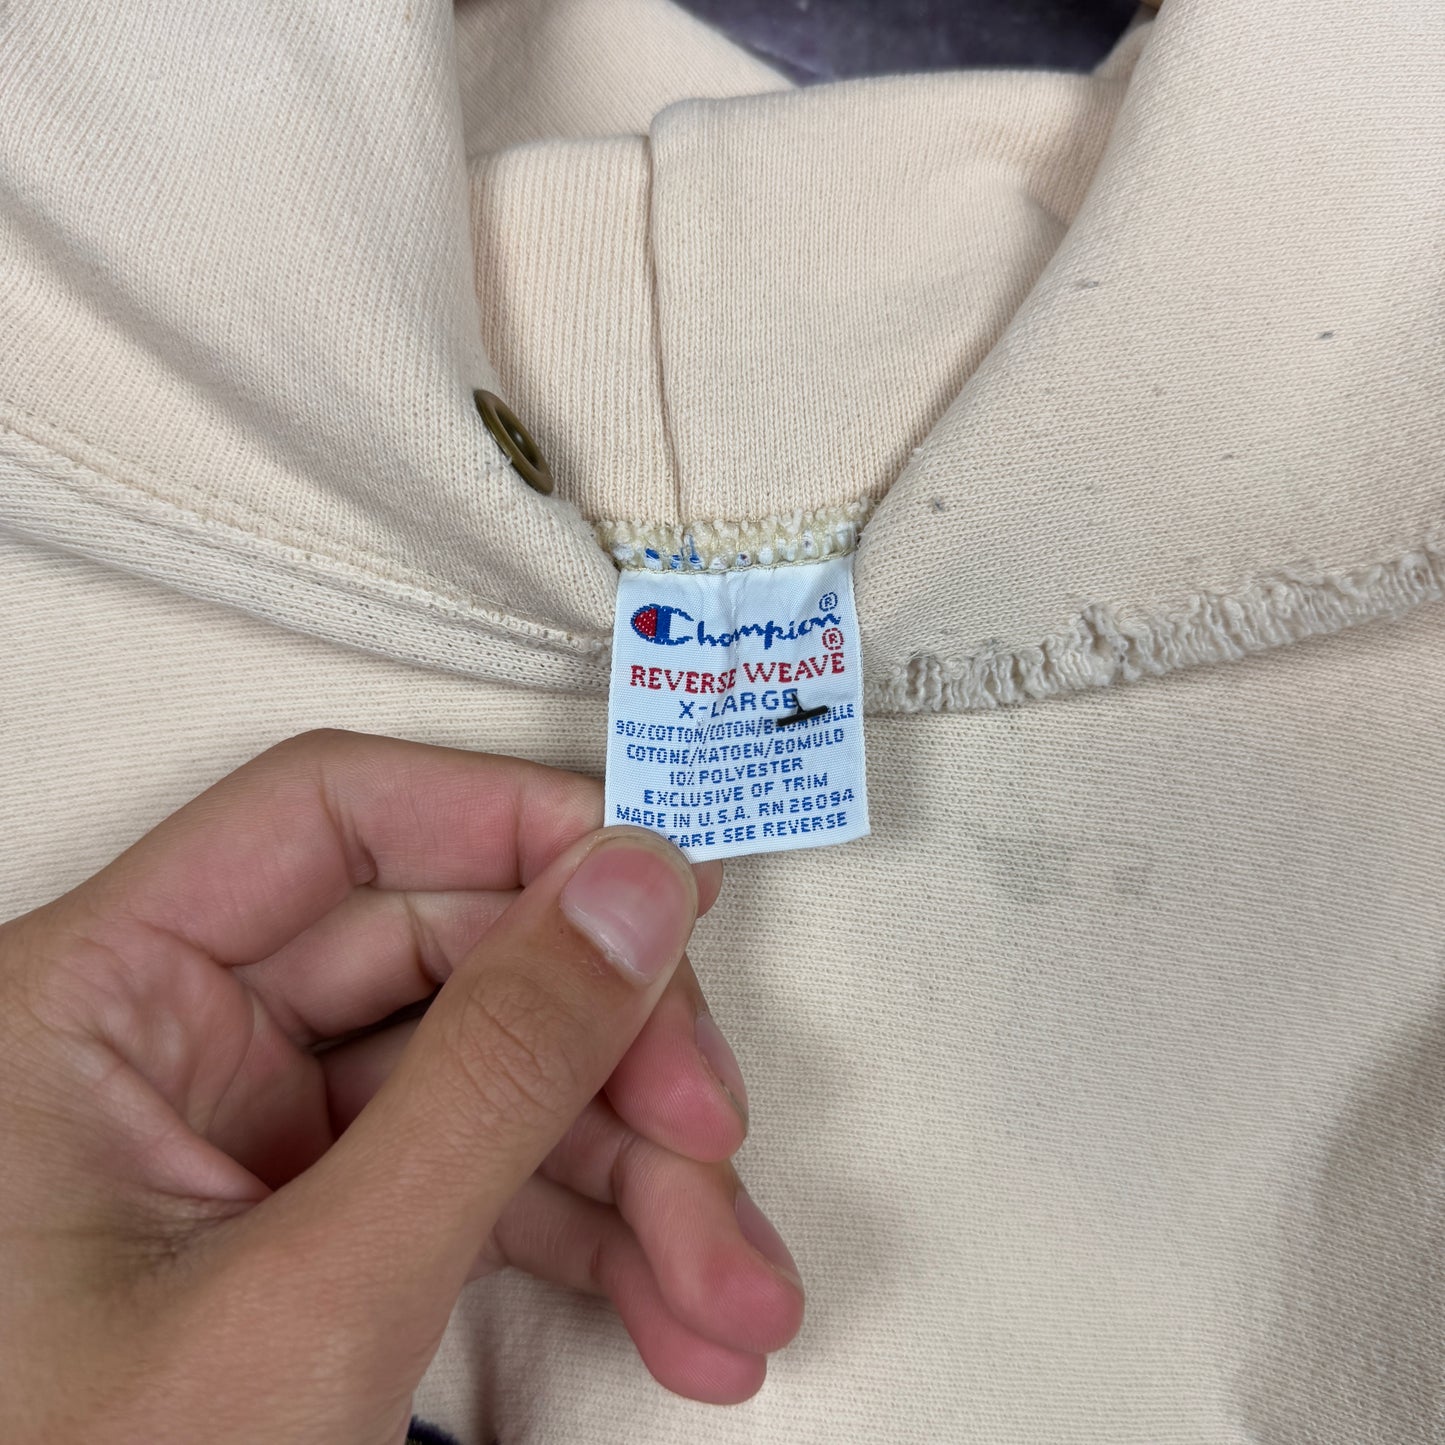 Champion®
REVERSE WEAVE®
X-LARGE
90% COTTON/COTON/BAUMWOLLE
COTONE/KATOEN/BOMULD
10% POLYESTER
EXCLUSIVE OF TRIM
MADE IN U.S.A. RN 26094
CARE SEE REVERSE